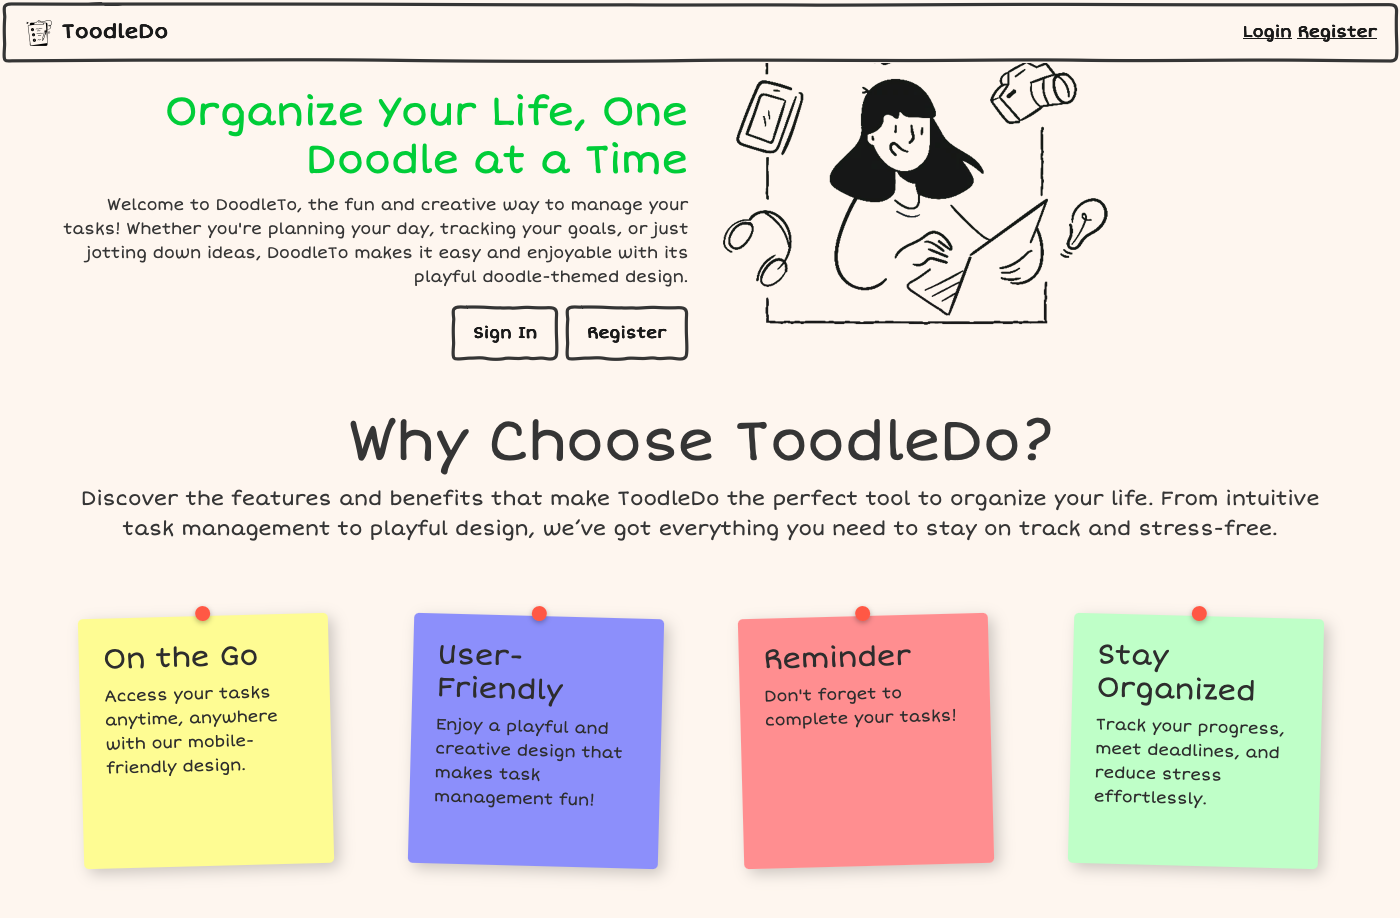 ToodleDo
Login Register
Organize Your Life, One
Doodle at a Time
Welcome to DoodleTo, the fun and creative way to manage your
tasks! Whether you're planning your day, tracking your goals, or just
jotting down ideas, DoodleTo makes it easy and enjoyable with its
playful doodle-themed design.
Sign In Register
Why Choose ToodleDo?
Discover the features and benefits that make ToodleDo the perfect tool to organize your life. From intuitive
task management to playful design, we’ve got everything you need to stay on track and stress-free.
On the Go
Access your tasks
anytime, anywhere
with our mobile-
friendly design.
User-
Friendly
Enjoy a playful and
creative design that
makes task
management fun!
Reminder
Don't forget to
complete your tasks!
Stay
Organized
Track your progress,
meet deadlines, and
reduce stress
effortlessly.